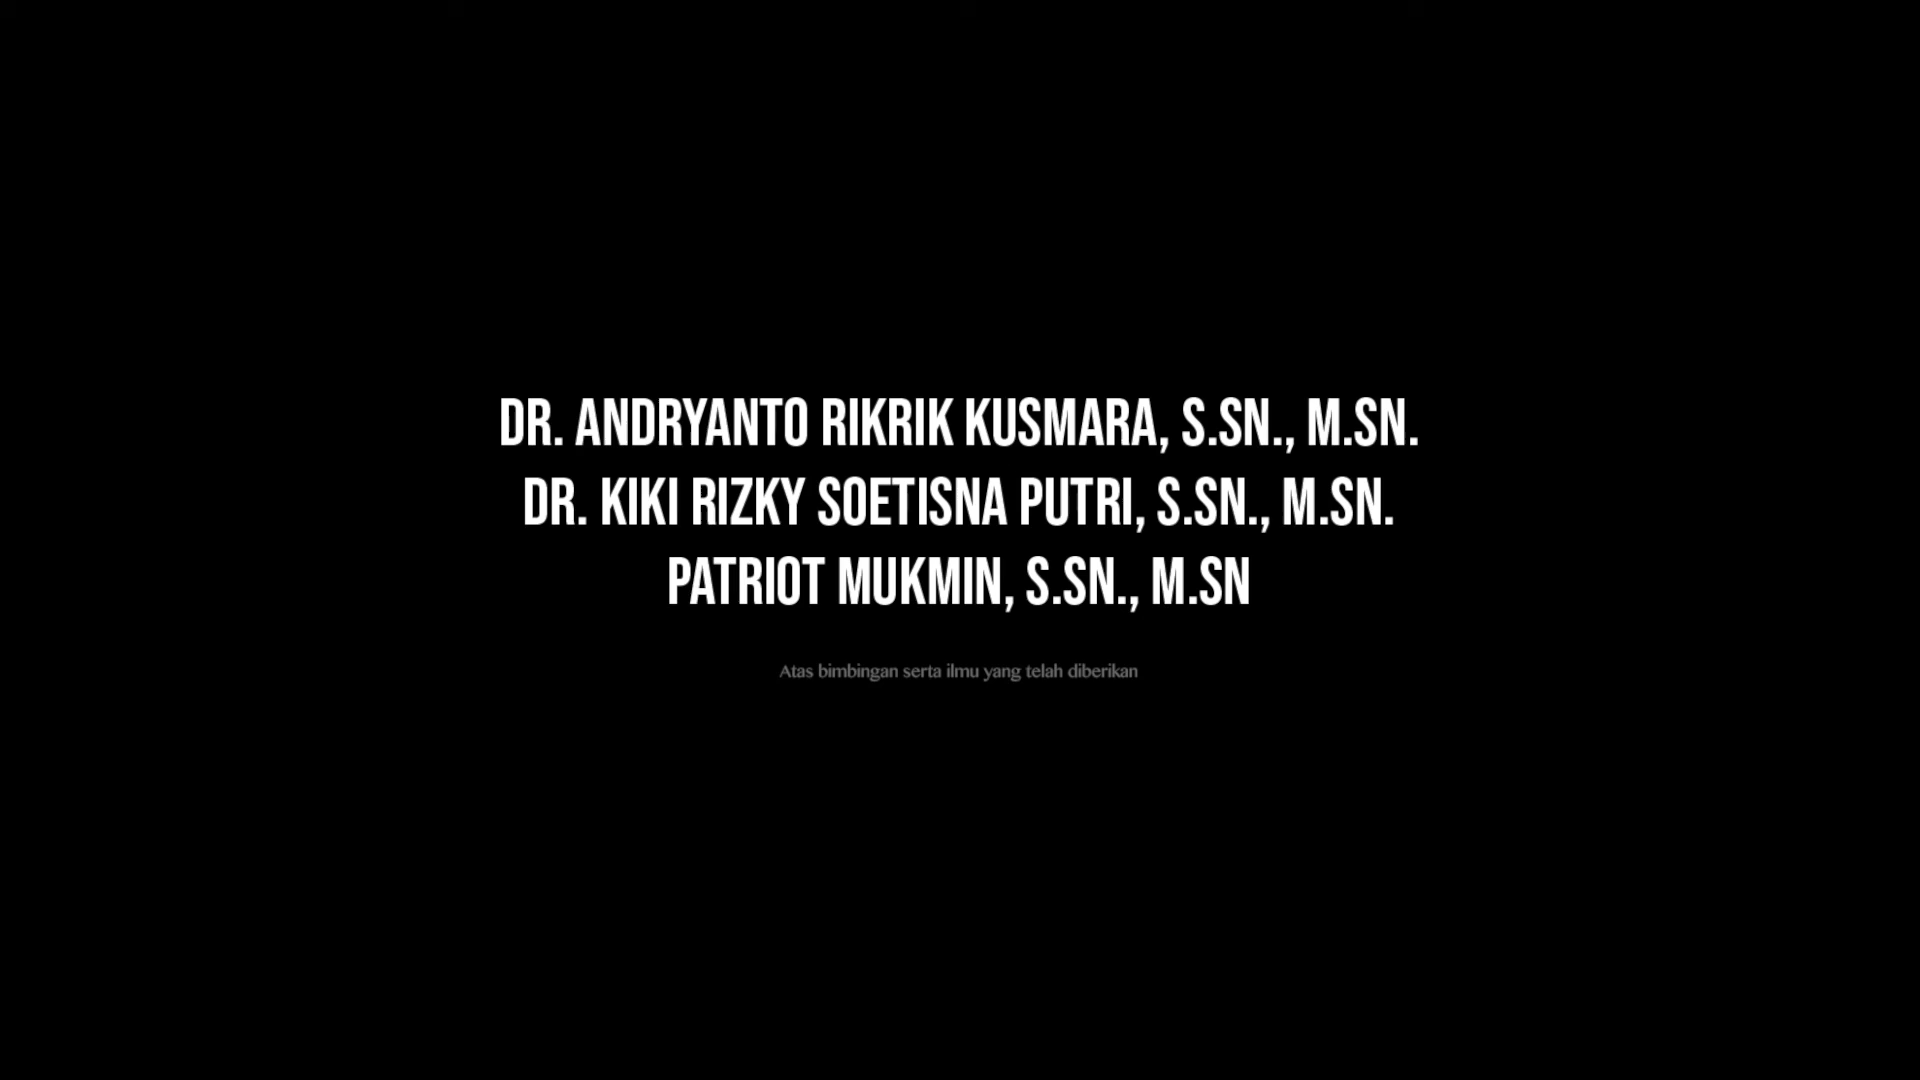 DR. ANDRYANTO RIKRIK KUSMARA, S.SN., M.SN.
DR. KIKI RIZKY SOETISNA PUTRI, S.SN., M.SN.
PATRIOT MUKMIN, S.SN., M.SN
Atas bimbingan serta ilmu yang telah diberikan